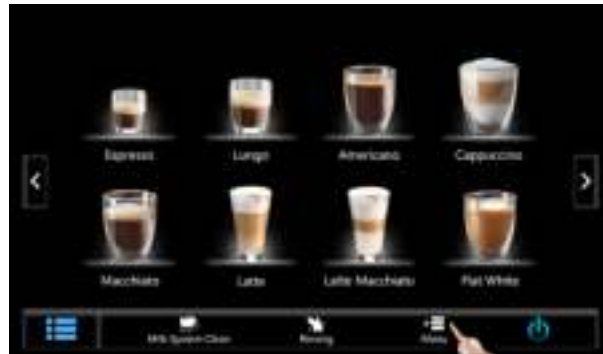 Espresso Lungo Americano Cappuccino
Macchiato Latte Latte Macchiato Flat White
Milk System Clean Rinsing Menu